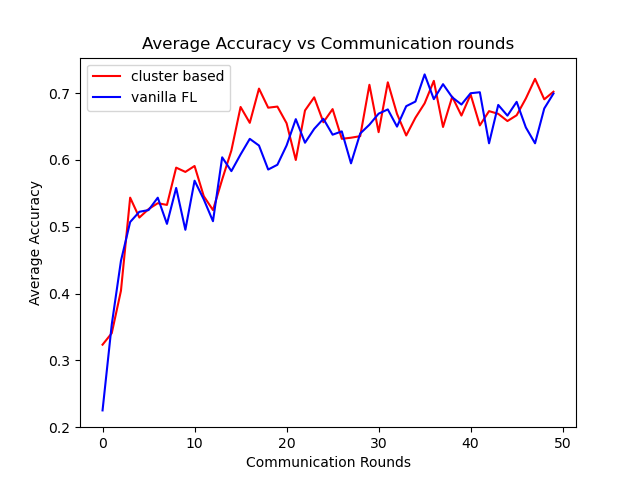 Average Accuracy vs Communication rounds
cluster based
vanilla FL
0.7
0.6
0.5
0.4
0.3
0.2
Average Accuracy
0 10 20 30 40 50
Communication Rounds